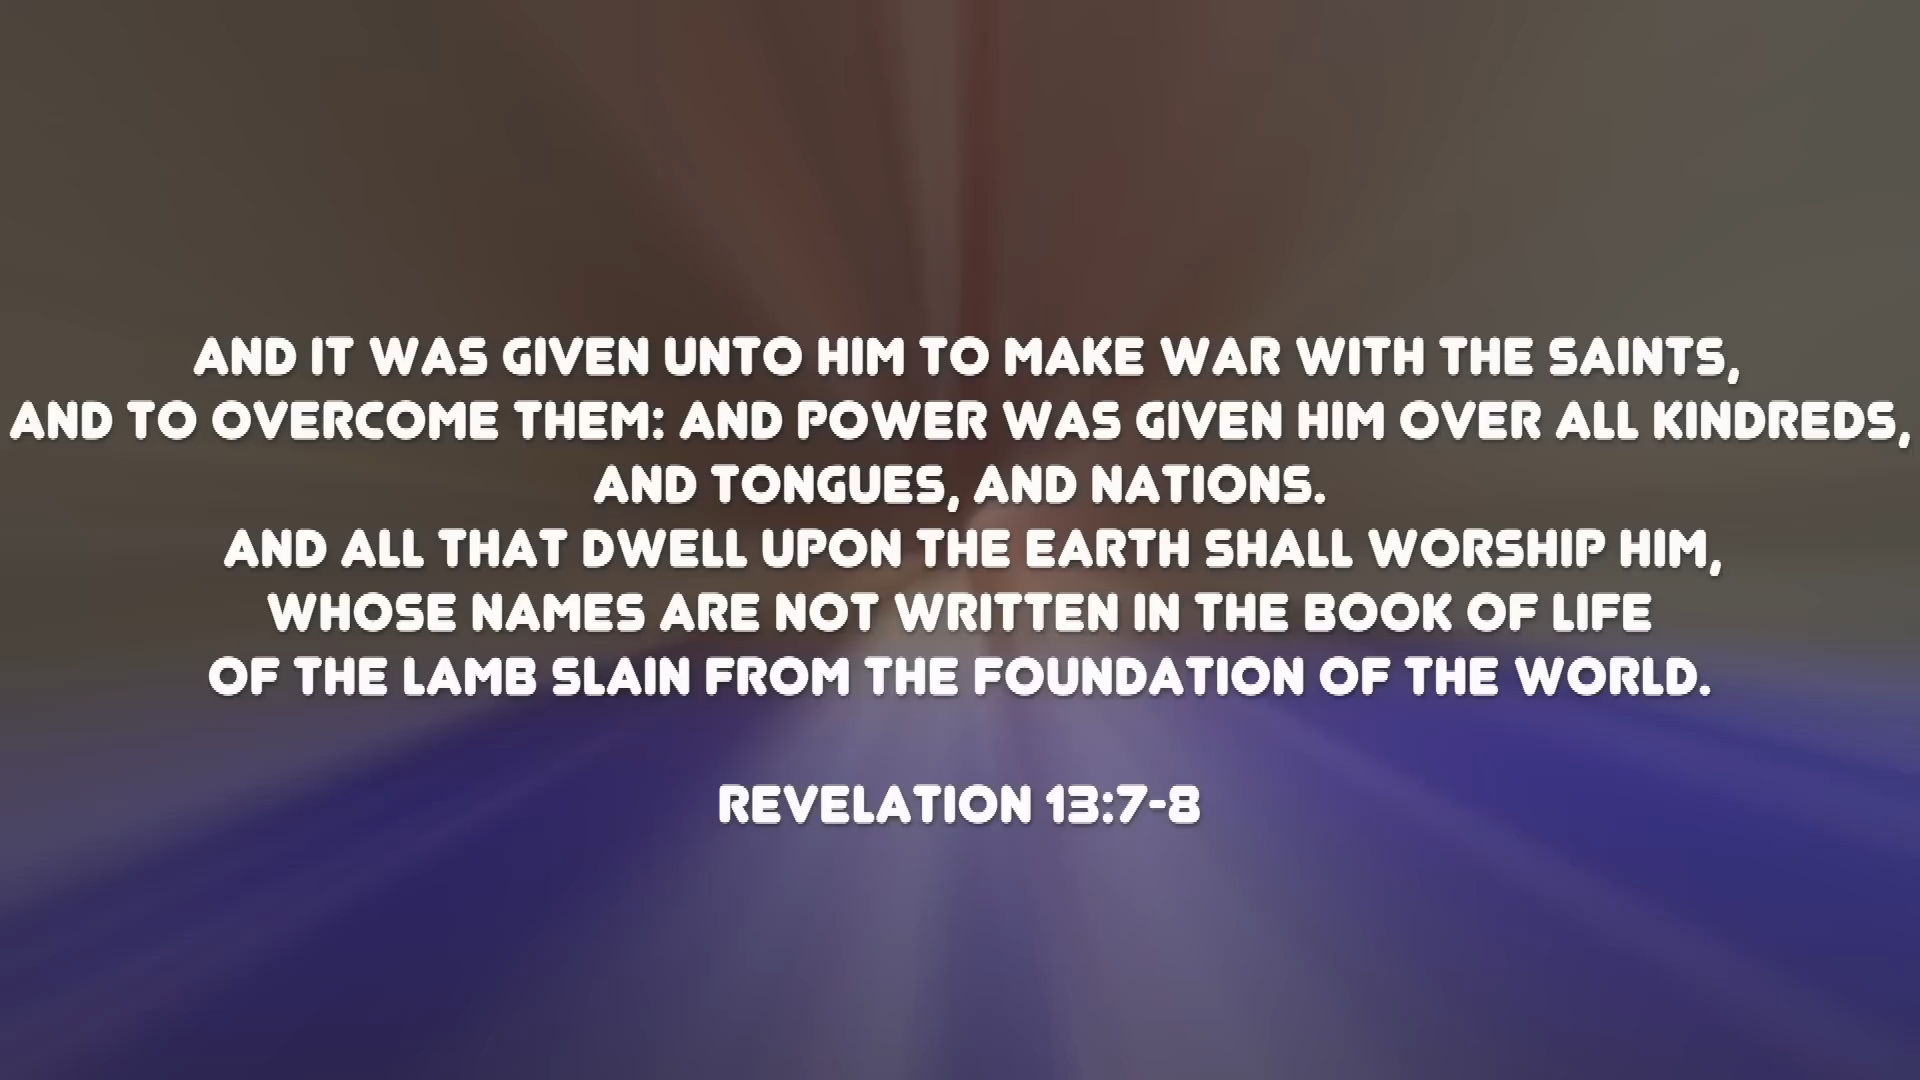 AND IT WAS GIVEN UNTO HIM TO MAKE WAR WITH THE SAINTS,
AND TO OVERCOME THEM: AND POWER WAS GIVEN HIM OVER ALL KINDREDS,
AND TONGUES, AND NATIONS.
AND ALL THAT DWELL UPON THE EARTH SHALL WORSHIP HIM,
WHOSE NAMES ARE NOT WRITTEN IN THE BOOK OF LIFE
OF THE LAMB SLAIN FROM THE FOUNDATION OF THE WORLD.
REVELATION 13:7-8